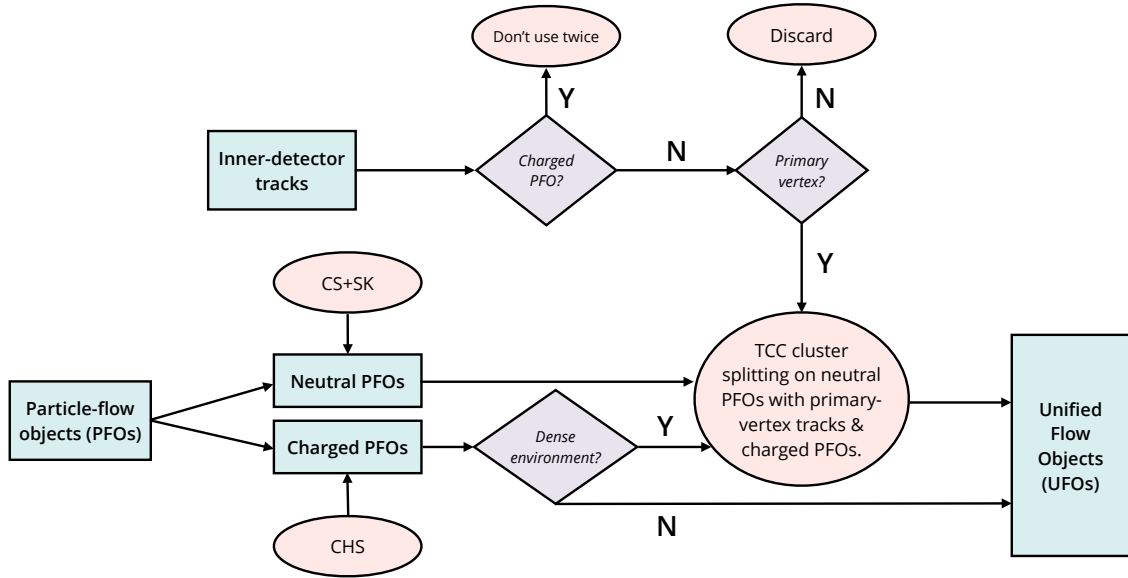 Don't use twice
Discard
Y
N
Inner-detector
tracks
Charged
PFO?
N
Primary
vertex?
Y
CS+SK
Neutral PFOs
TCC cluster
splitting on neutral
PFOs with primary-
vertex tracks &
charged PFOs.
Particle-flow
objects (PFOs)
Charged PFOs
Dense
environment?
Y
N
CHS
Unified
Flow
Objects
(UFOs)